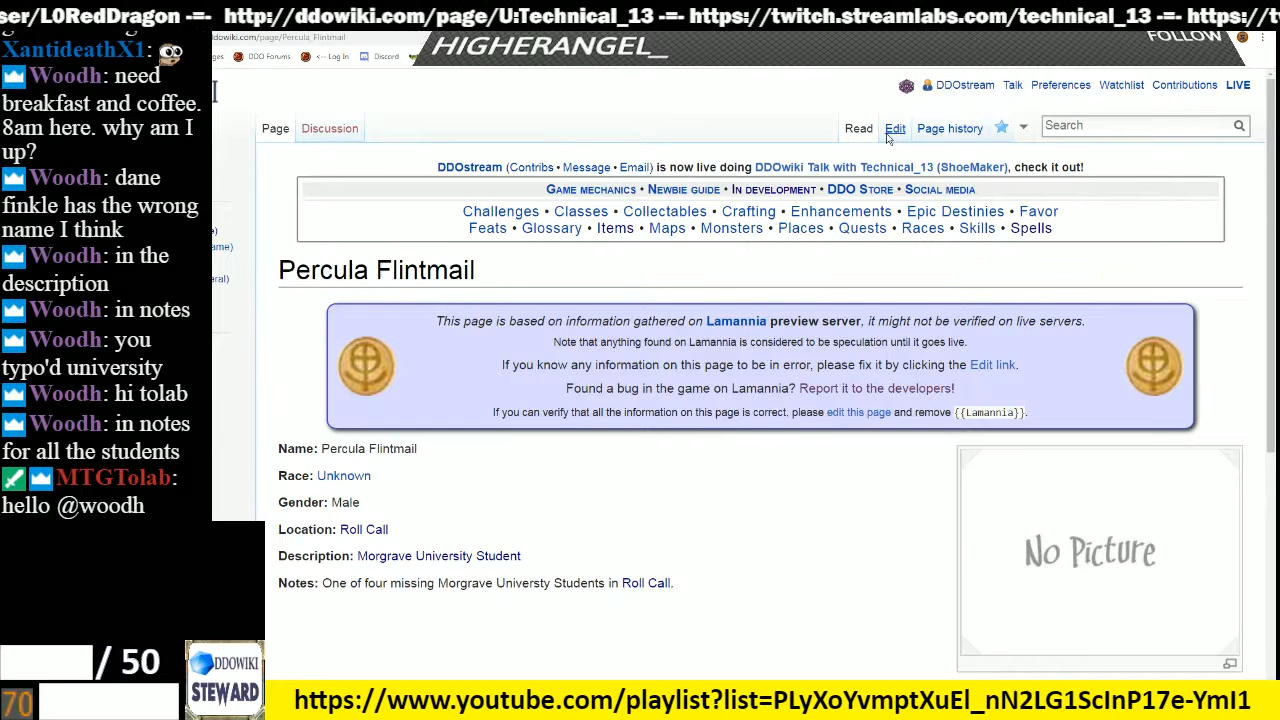 ser/L0RedDragon -=- http://ddowiki.com/page/U:Technical_13 -=- https://twitch.streamlabs.com/technical_13 -=- https://t
XantideathX1:
Woodh: need
breakfast and coffee.
8am here. why am I
up?
Woodh: dane
finkle has the wrong
name I think
Woodh: in the
description
Woodh: in notes
Woodh: you
typo'd university
Woodh: hi tolab
Woodh: in notes
for all the students
MTGTolab:
hello @woodh
/ 50
70
DDOWIKI
STEWARD
ddowiki.com/page/Percula_Flintmail
ges DDO Forums <-- Log In Discord
HIGHERANGEL_
FOLLOW
DDOstream Talk Preferences Watchlist Contributions LIVE
Page Discussion Read Edit Page history Search
DDOstream (Contribs • Message • Email) is now live doing DDOwiki Talk with Technical_13 (ShoeMaker), check it out!
Game mechanics • Newbie guide • In development • DDO Store • Social media
Challenges • Classes • Collectables • Crafting • Enhancements • Epic Destinies • Favor
Feats • Glossary • Items • Maps • Monsters • Places • Quests • Races • Skills • Spells
Percula Flintmail
This page is based on information gathered on Lamannia preview server, it might not be verified on live servers.
Note that anything found on Lamannia is considered to be speculation until it goes live.
If you know any information on this page to be in error, please fix it by clicking the Edit link.
Found a bug in the game on Lamannia? Report it to the developers!
If you can verify that all the information on this page is correct, please edit this page and remove {{Lamannia}}.
Name: Percula Flintmail
Race: Unknown
Gender: Male
Location: Roll Call
Description: Morgrave University Student
Notes: One of four missing Morgrave Universty Students in Roll Call.
No Picture
https://www.youtube.com/playlist?list=PLyXoYvmptXuEl_nN2LG1ScInP17e-YmI1